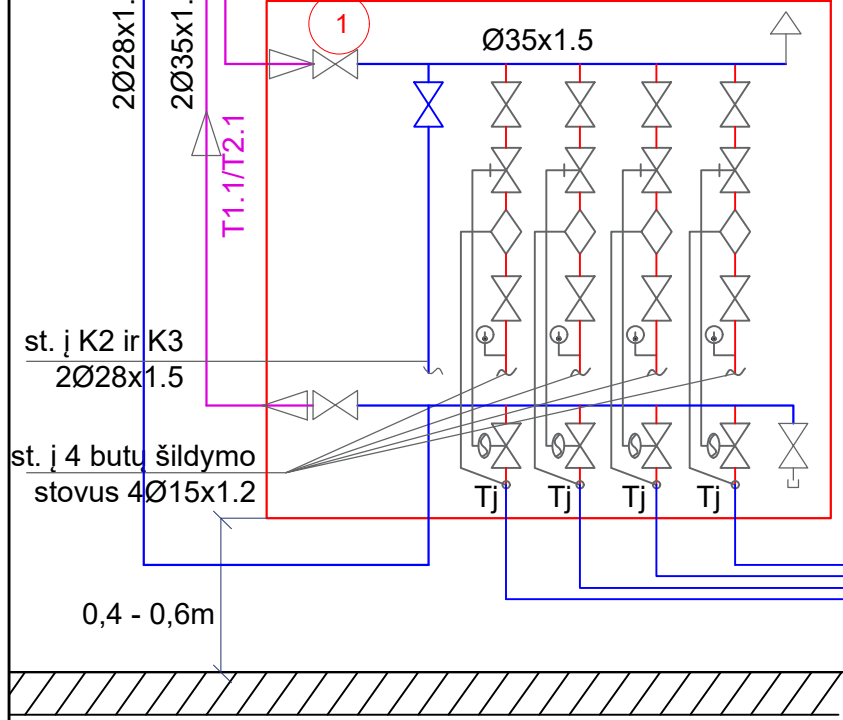 2Ø28x1.
2Ø35x1.
1
Ø35x1.5
T1.1/T2.1
st. į K2 ir K3
2Ø28x1.5
st. į 4 butų šildymo
stovus 4Ø15x1.2
Tj
Tj
Tj
Tj
0,4 - 0,6m